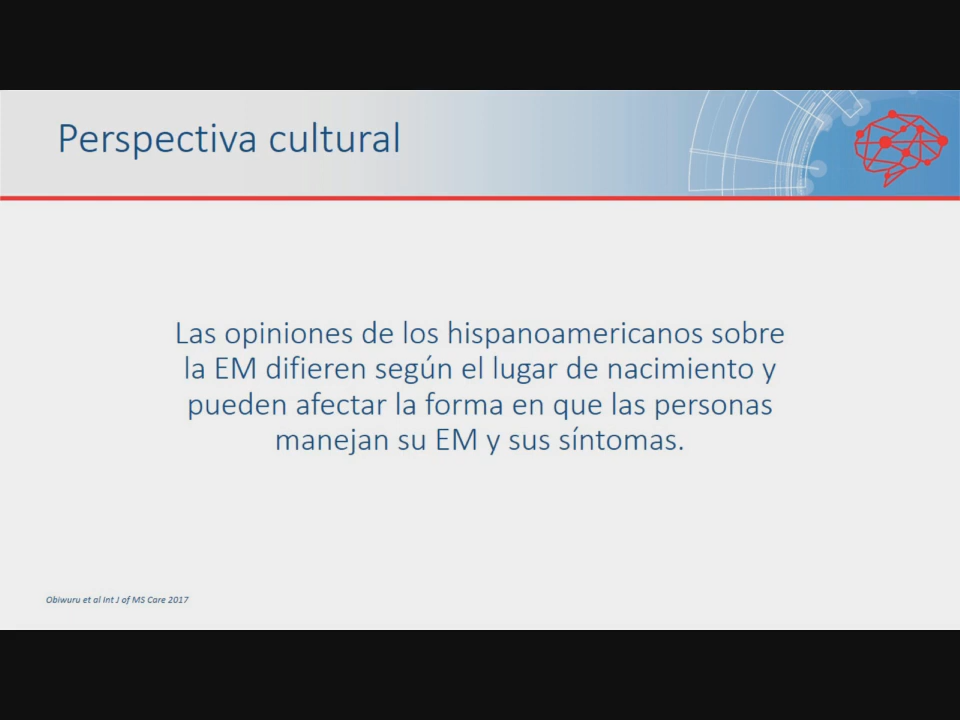 Perspectiva cultural
Las opiniones de los hispanoamericanos sobre
la EM difieren según el lugar de nacimiento y
pueden afectar la forma en que las personas
manejan su EM y sus síntomas.
Obiwuru et al Int J of MS Care 2017